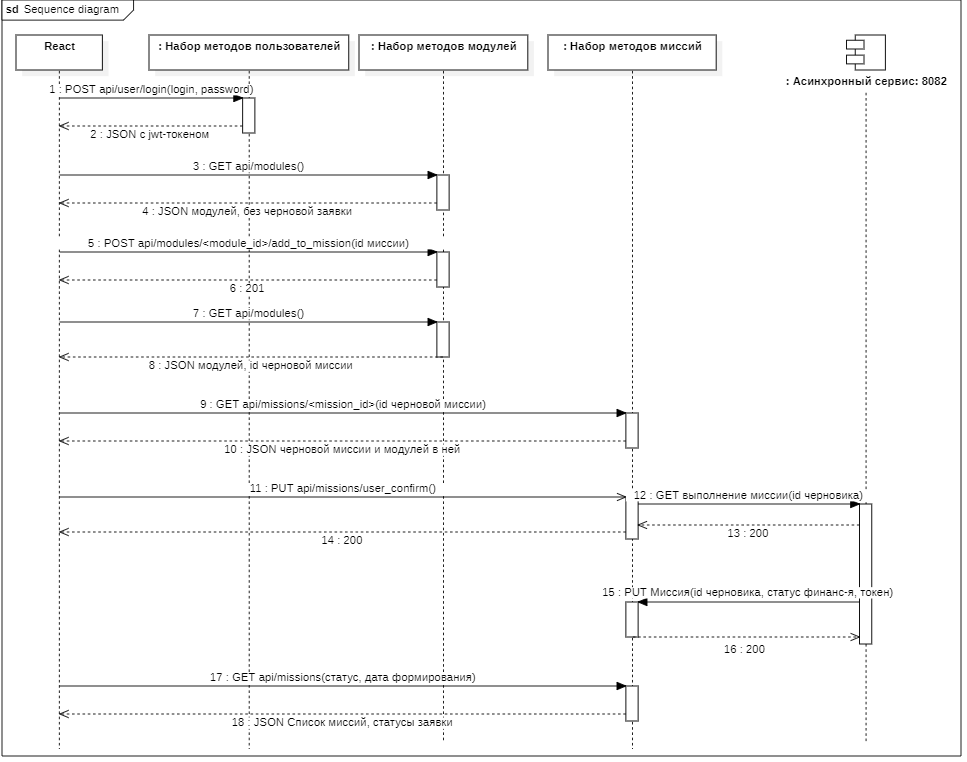 sd Sequence diagram
React
: Набор методов пользователей
: Набор методов модулей
: Набор методов миссий
: Асинхронный сервис: 8082
1 : POST api/user/login(login, password)
2 : JSON с jwt-токеном
3 : GET api/modules()
4 : JSON модулей, без черновой заявки
5 : POST api/modules/<module_id>/add_to_mission(id миссии)
6 : 201
7 : GET api/modules()
8 : JSON модулей, id черновой миссии
9 : GET api/missions/<mission_id>(id черновой миссии)
10 : JSON черновой миссии и модулей в ней
11 : PUT api/missions/user_confirm()
12 : GET выполнение миссии(id черновика)
13 : 200
14 : 200
15 : PUT Миссия(id черновика, статус финанс-я, токен)
16 : 200
17 : GET api/missions(статус, дата формирования)
18 : JSON Список миссий, статусы заявки